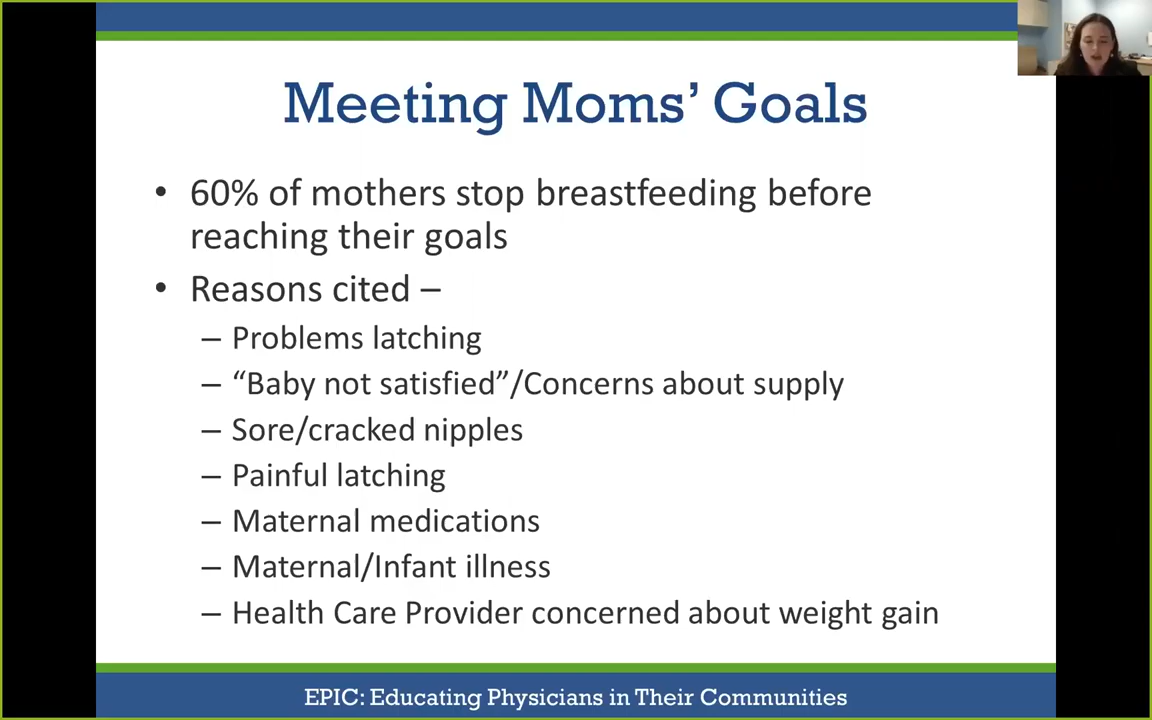 Meeting Moms’ Goals
• 60% of mothers stop breastfeeding before
reaching their goals
• Reasons cited –
– Problems latching
– “Baby not satisfied”/Concerns about supply
– Sore/cracked nipples
– Painful latching
– Maternal medications
– Maternal/Infant illness
– Health Care Provider concerned about weight gain
EPIC: Educating Physicians in Their Communities